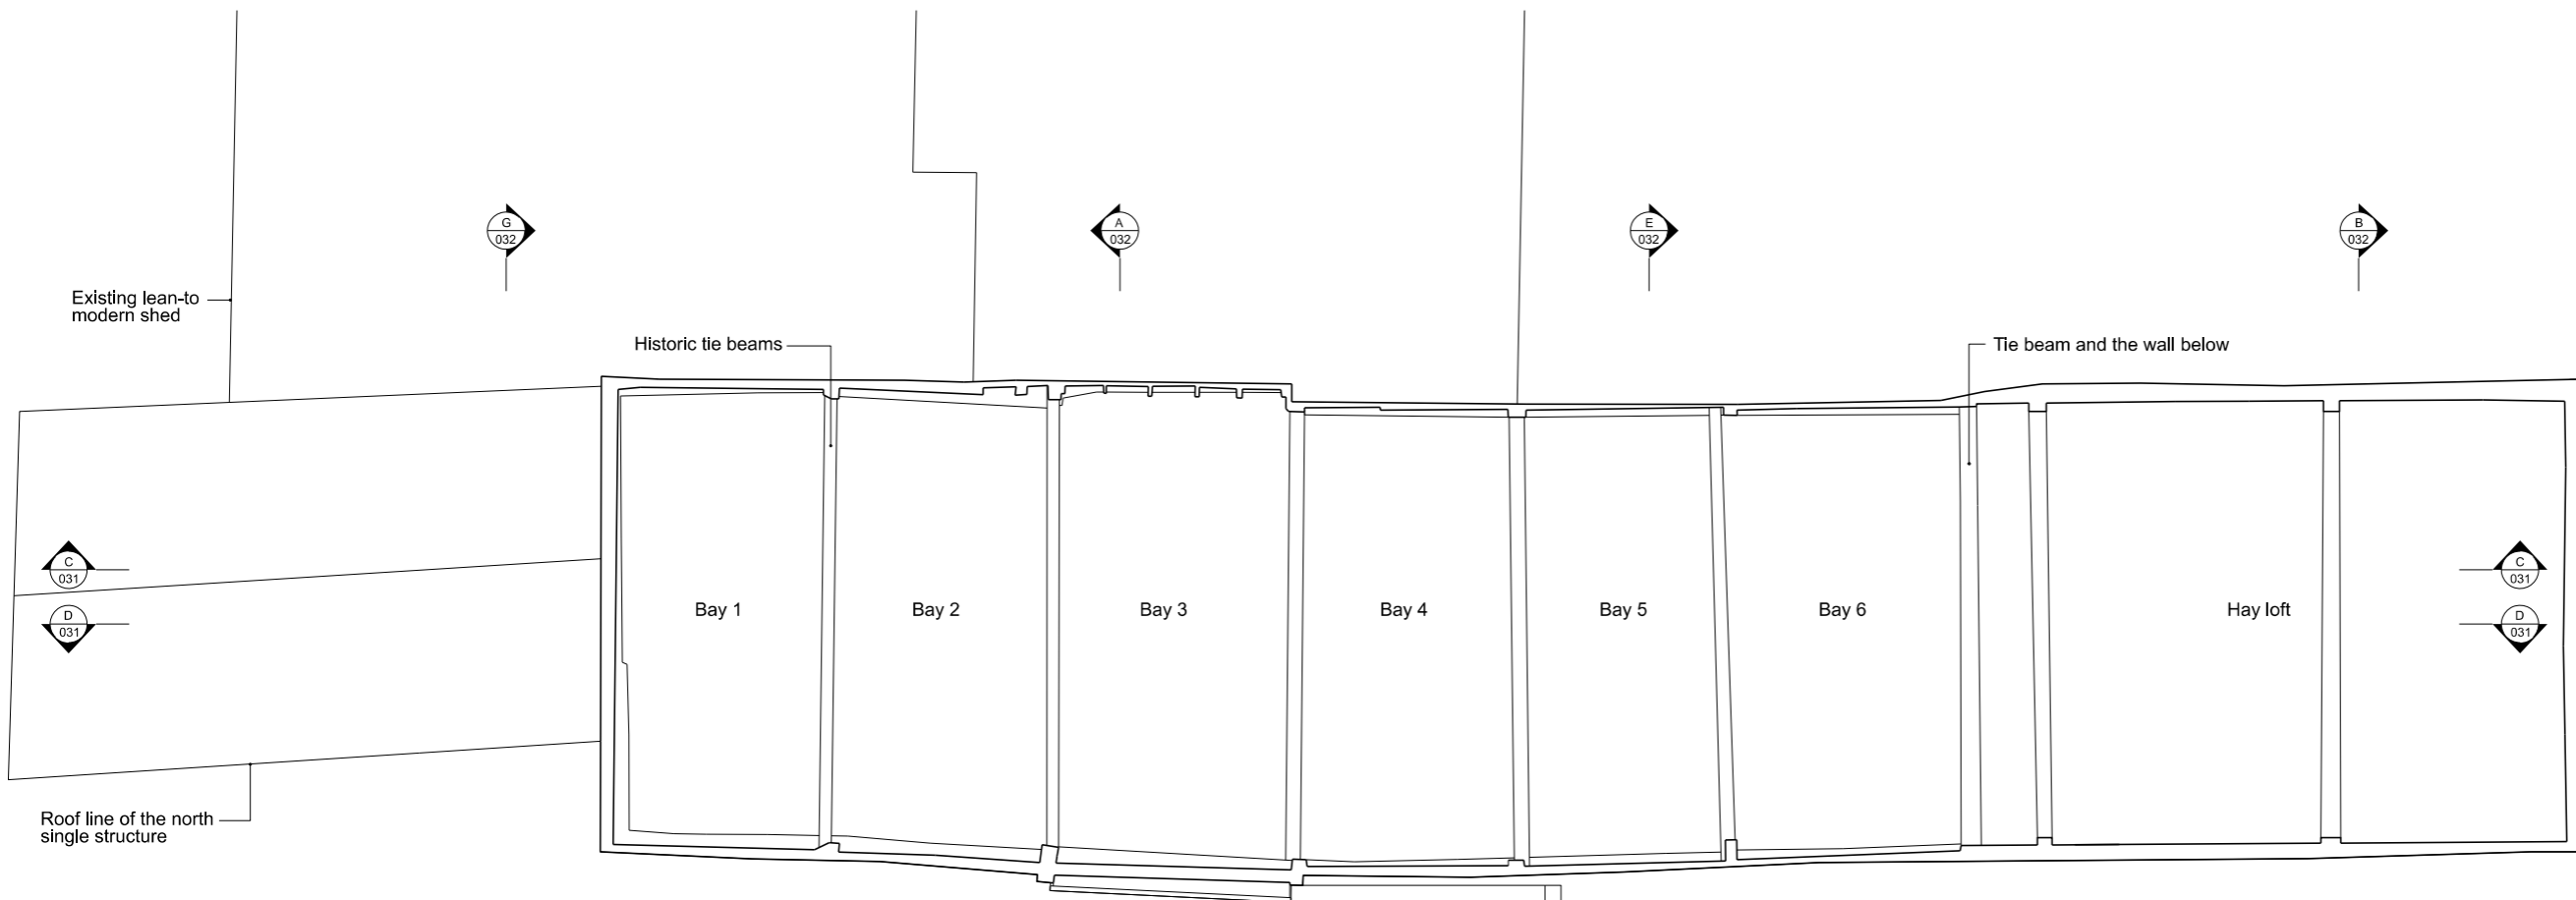 G
032
A
032
E
032
B
032
Existing lean-to
modern shed
Historic tie beams
Tie beam and the wall below
C
031
C
031
D
031
D
031
Bay 1
Bay 2
Bay 3
Bay 4
Bay 5
Bay 6
Hay loft
Roof line of the north
single structure